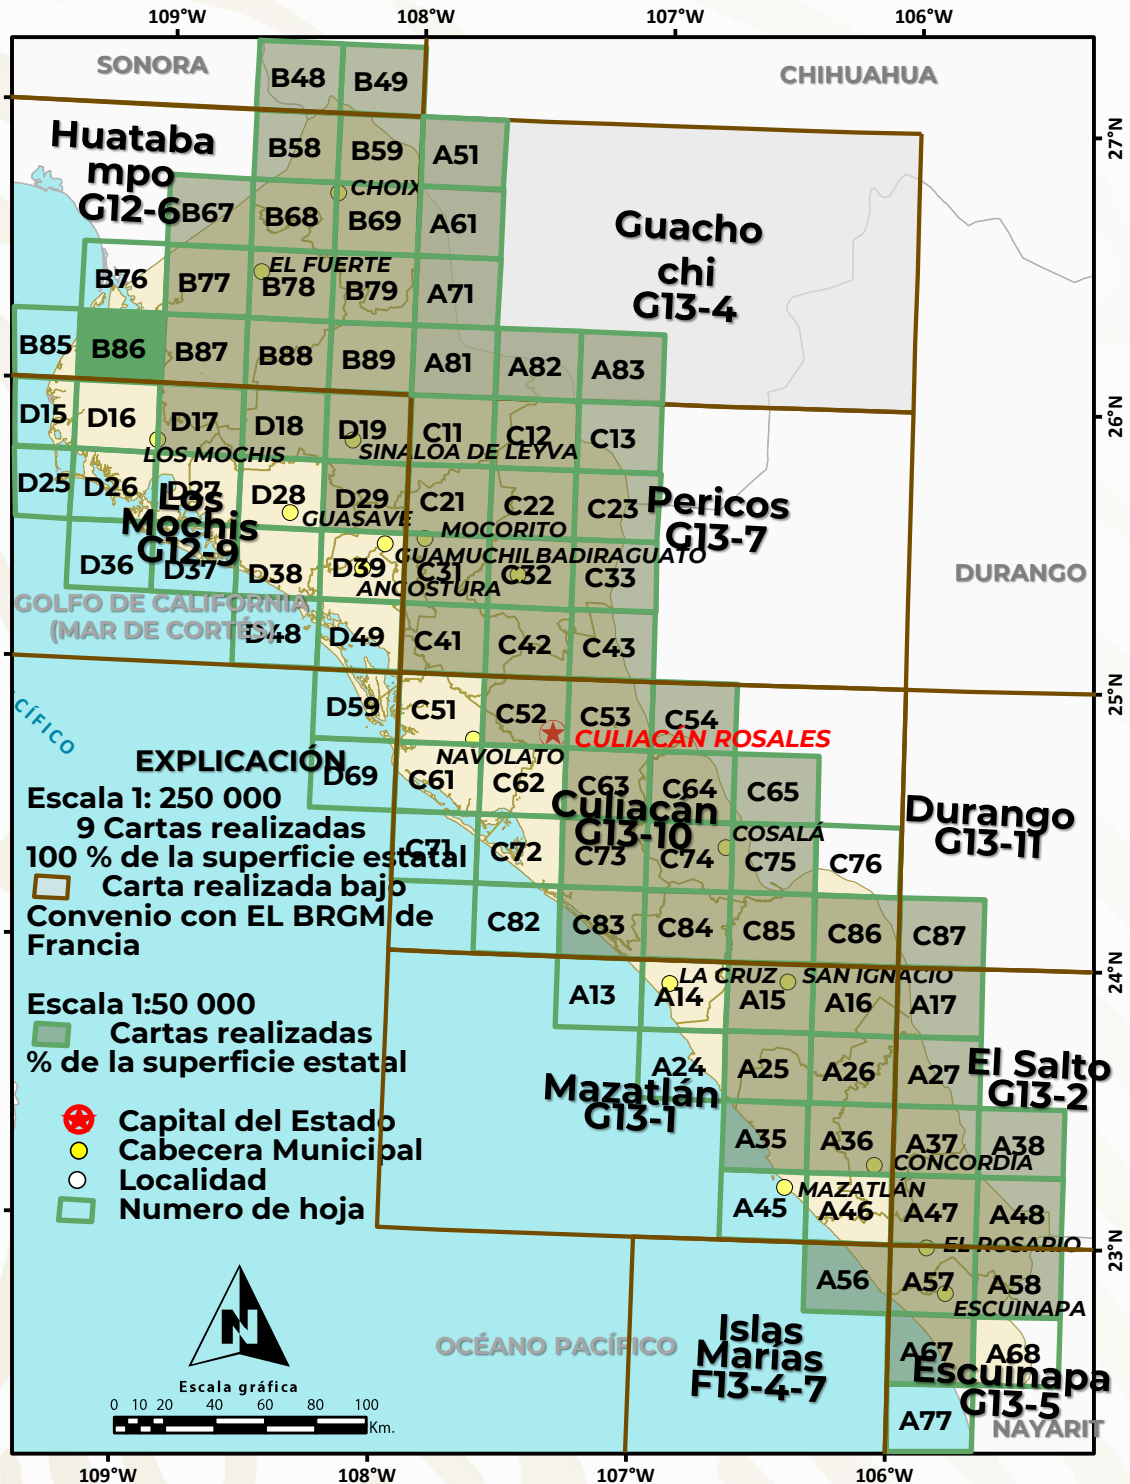 109°W 108°W 107°W 106°W
SONORA
CHIHUAHUA
B48 B49
27°N
Huataba
mpo
G12-6
B58 B59 A51
CHOIX
B67 B68 B69 A61
Guacho
chi
G13-4
EL FUERTE
B76 B77 B78 B79 A71
B85 B86 B87 B88 B89 A81 A82 A83
26°N
D15 D16 D17 D18 D19 C11 C12 C13
LOS MOCHIS SINALOA DE LEYVA
D25 D26 D27 D28 D29 C21 C22 C23
Los
Mochis
G12-9
Pericos
G13-7
GUASAVE MOCORITO
GUAMUCHIL BADIRAGUATO
D36 D37 D38 D39 C31 C32 C33
ANGOSTURA
DURANGO
GOLFO DE CALIFORNIA
(MAR DE CORTÉS)
D48 D49 C41 C42 C43
25°N
D59 C51 C52 C53 C54
CULIACÁN ROSALES
CÍFICO
NAVOLATO
D69 C61 C62 C63 C64 C65
Culiacán
G13-10
Durango
G13-11
COSALÁ
C71 C72 C73 C74 C75 C76
C82 C83 C84 C85 C86 C87
24°N
LA CRUZ SAN IGNACIO
A13 A14 A15 A16 A17
A24 A25 A26 A27
Mazatlán
G13-1
El Salto
G13-2
A35 A36 A37 A38
CONCORDIA
MAZATLÁN
A45 A46 A47 A48
23°N
EL ROSARIO
A56 A57 A58
ESCUINAPA
Islas
Marías
F13-4-7
A67 A68
Escuinapa
G13-5
A77
NAYARIT
OCÉANO PACÍFICO
EXPLICACIÓN
Escala 1: 250 000
9 Cartas realizadas
100 % de la superficie estatal
Carta realizada bajo
Convenio con EL BRGM de
Francia
Escala 1:50 000
Cartas realizadas
% de la superficie estatal
Capital del Estado
Cabecera Municipal
Localidad
Numero de hoja
N
Escala gráfica
0 10 20 40 60 80 100
Km.
109°W 108°W 107°W 106°W